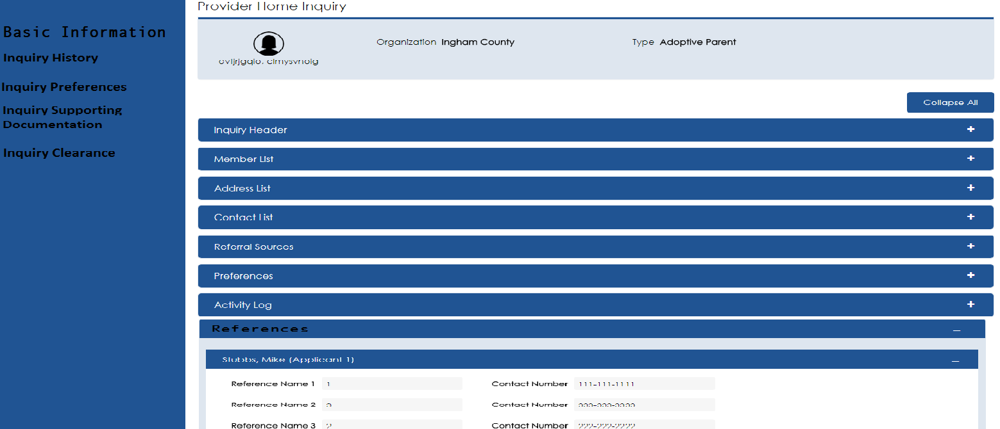 Provider Home Inquiry
Basic Information
Inquiry History
Inquiry Preferences
Inquiry Supporting
Documentation
Inquiry Clearance
Organization Ingham County
Type Adoptive Parent
Collapse All
Inquiry Header +
Member List +
Address List +
Contact List +
Referral Sources +
Preferences +
Activity Log +
References –
Stubbs, Mike (Applicant 1) –
Reference Name 1 1 Contact Number 111-111-1111
Reference Name 2 3 Contact Number 333-333-3333
Reference Name 3 2 Contact Number 222-222-2222